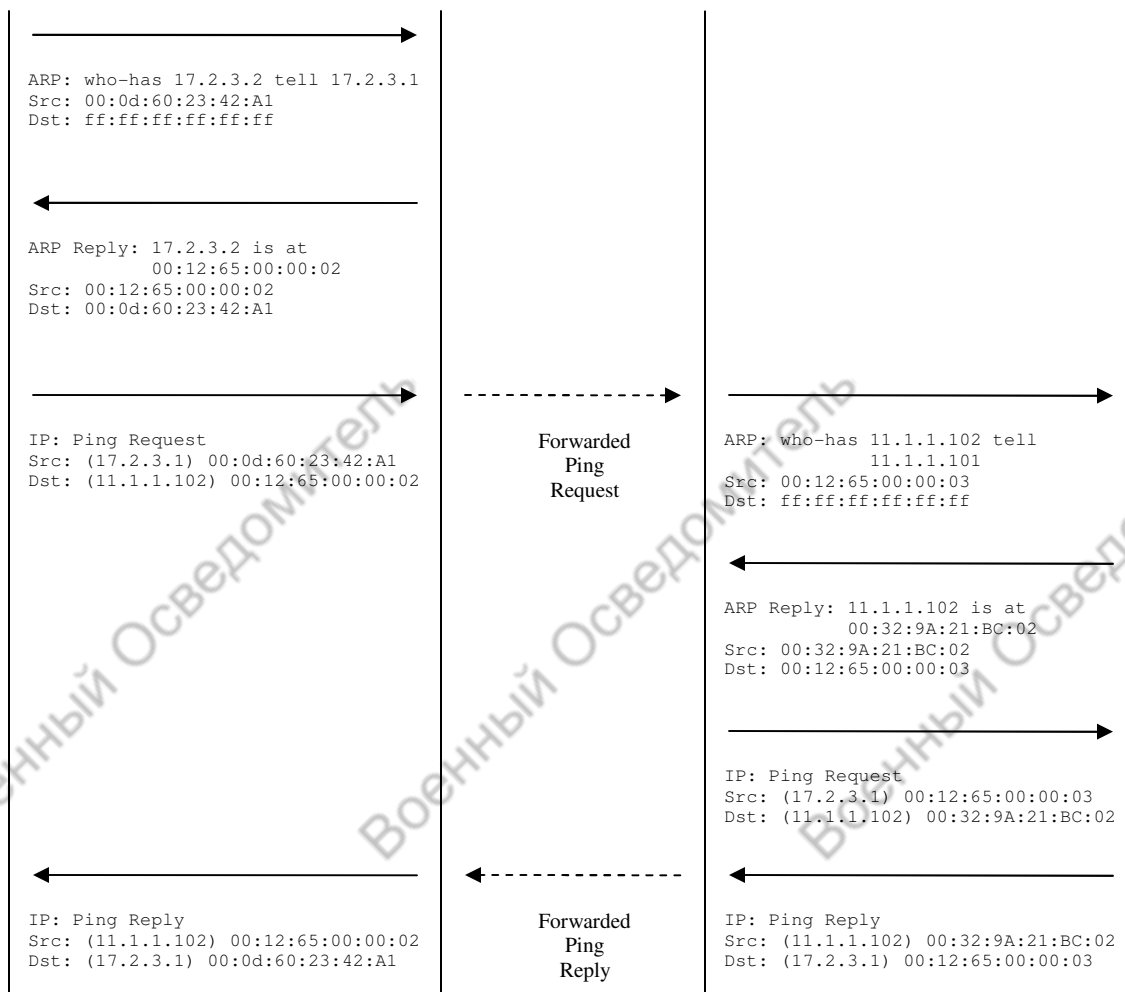 ARP: who-has 17.2.3.2 tell 17.2.3.1
Src: 00:0d:60:23:42:A1
Dst: ff:ff:ff:ff:ff:ff
ARP Reply: 17.2.3.2 is at
00:12:65:00:00:02
Src: 00:12:65:00:00:02
Dst: 00:0d:60:23:42:A1
IP: Ping Request
Src: (17.2.3.1) 00:0d:60:23:42:A1
Dst: (11.1.1.102) 00:12:65:00:00:02
Forwarded
Ping
Request
ARP: who-has 11.1.1.102 tell
11.1.1.101
Src: 00:12:65:00:00:03
Dst: ff:ff:ff:ff:ff:ff
ARP Reply: 11.1.1.102 is at
00:32:9A:21:BC:02
Src: 00:32:9A:21:BC:02
Dst: 00:12:65:00:00:03
IP: Ping Request
Src: (17.2.3.1) 00:12:65:00:00:03
Dst: (11.1.1.102) 00:32:9A:21:BC:02
IP: Ping Reply
Src: (11.1.1.102) 00:12:65:00:00:02
Dst: (17.2.3.1) 00:0d:60:23:42:A1
Forwarded
Ping
Reply
IP: Ping Reply
Src: (11.1.1.102) 00:32:9A:21:BC:02
Dst: (17.2.3.1) 00:12:65:00:00:03
Военный Осведомитель
Военный Осведомитель
Военный